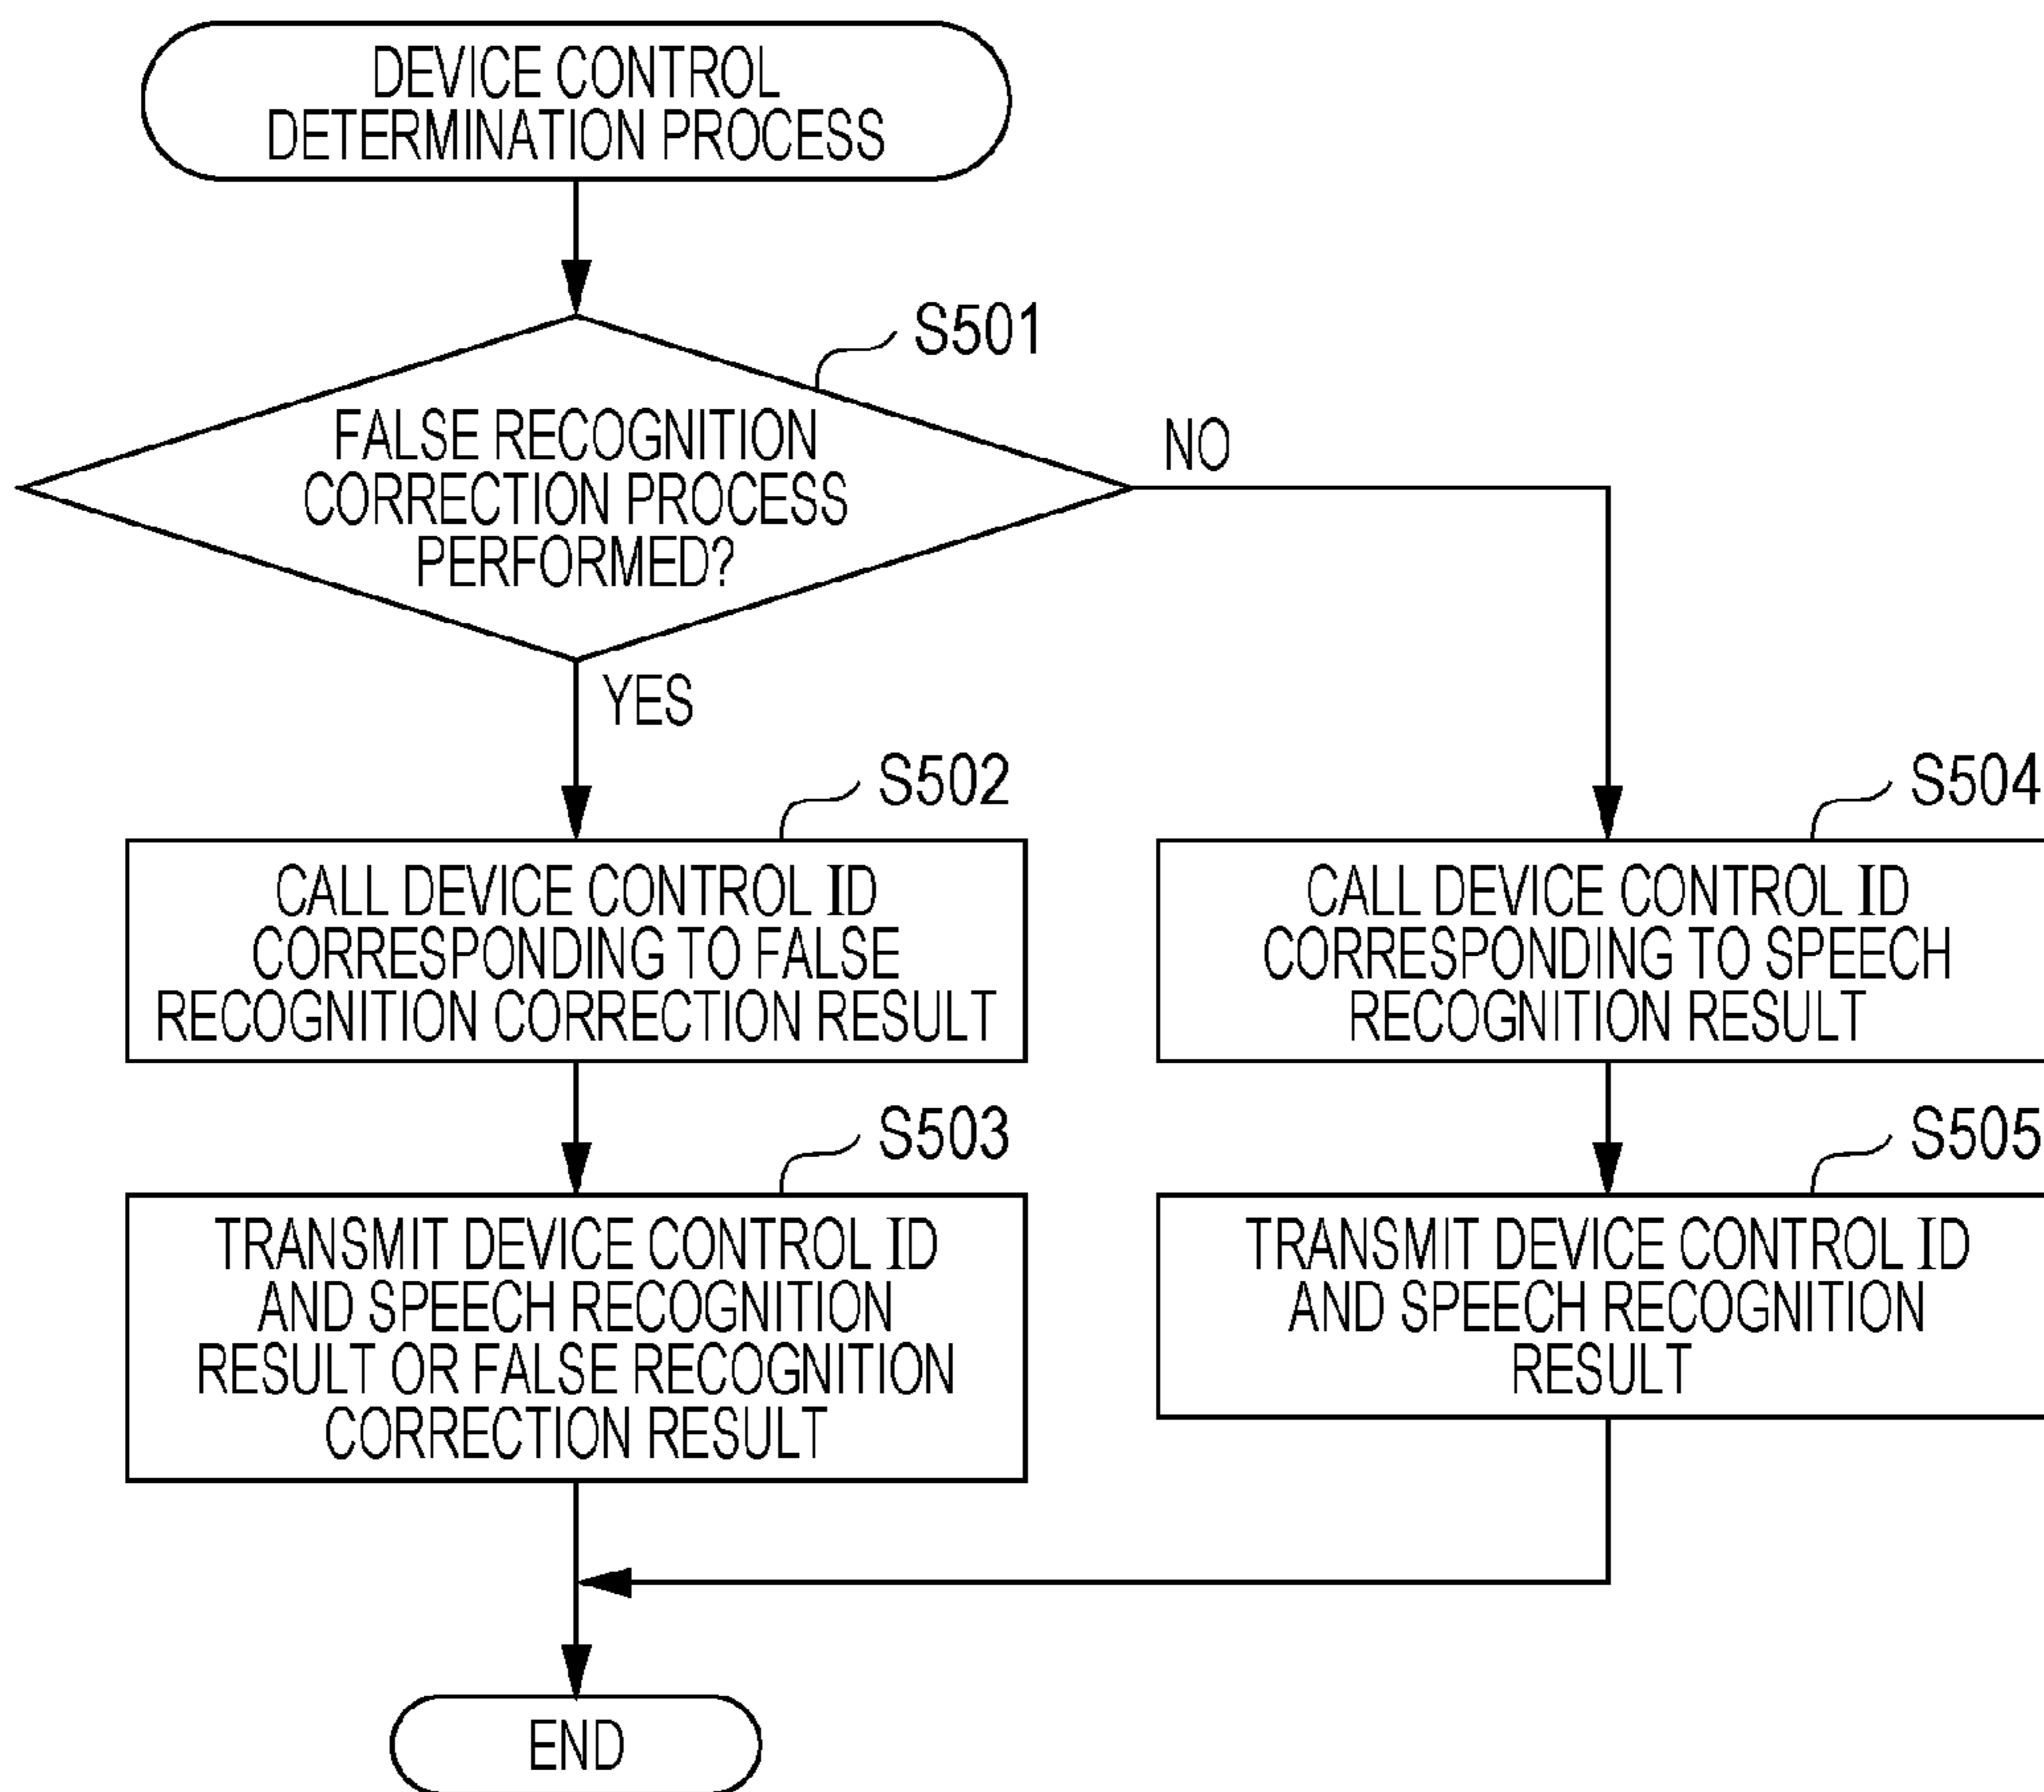 DEVICE CONTROL
DETERMINATION PROCESS
S501
FALSE RECOGNITION
CORRECTION PROCESS
PERFORMED?
NO
YES
S502
CALL DEVICE CONTROL ID
CORRESPONDING TO FALSE
RECOGNITION CORRECTION RESULT
S503
TRANSMIT DEVICE CONTROL ID
AND SPEECH RECOGNITION
RESULT OR FALSE RECOGNITION
CORRECTION RESULT
S504
CALL DEVICE CONTROL ID
CORRESPONDING TO SPEECH
RECOGNITION RESULT
S505
TRANSMIT DEVICE CONTROL ID
AND SPEECH RECOGNITION
RESULT
END